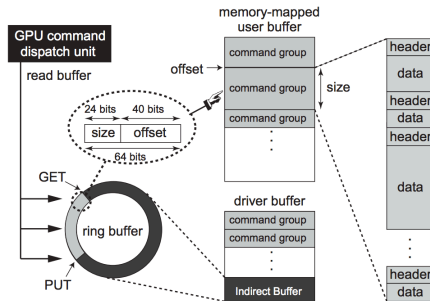 GPU command
dispatch unit
read buffer
memory-mapped
user buffer
command group
offset
command group
size
command group
24 bits
40 bits
size
offset
64 bits
GET
ring buffer
PUT
driver buffer
command group
command group
Indirect Buffer
header
data
header
data
header
data
header
data